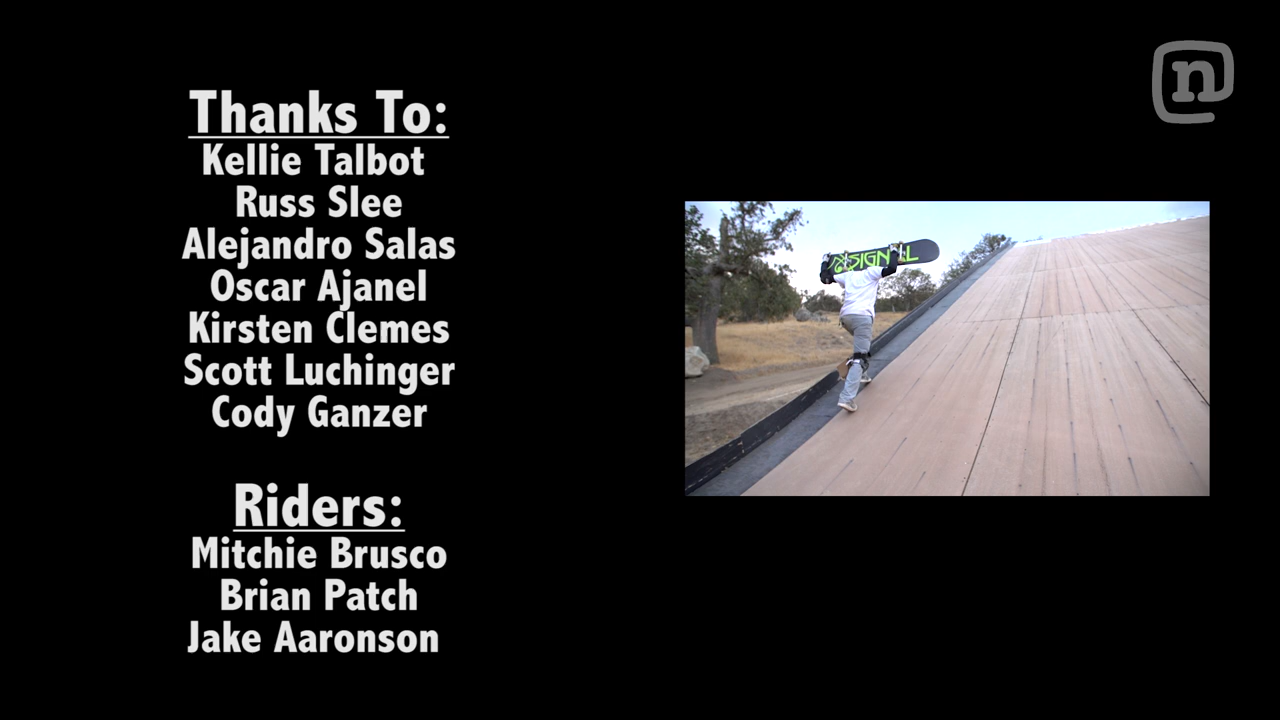 Thanks To:
Kellie Talbot
Russ Slee
Alejandro Salas
Oscar Ajanel
Kirsten Clemes
Scott Luchinger
Cody Ganzer
Riders:
Mitchie Brusco
Brian Patch
Jake Aaronson
n
SIGNAL